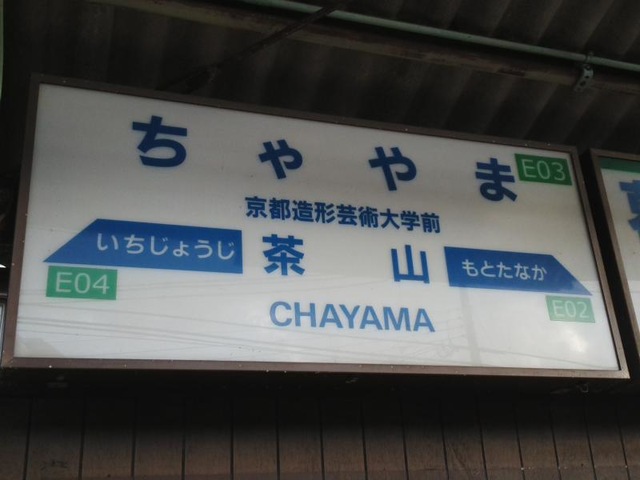 ちゃやま
E03
京都造形芸術大学前
茶山
いちじょうじ
E04
もとたなか
E02
CHAYAMA